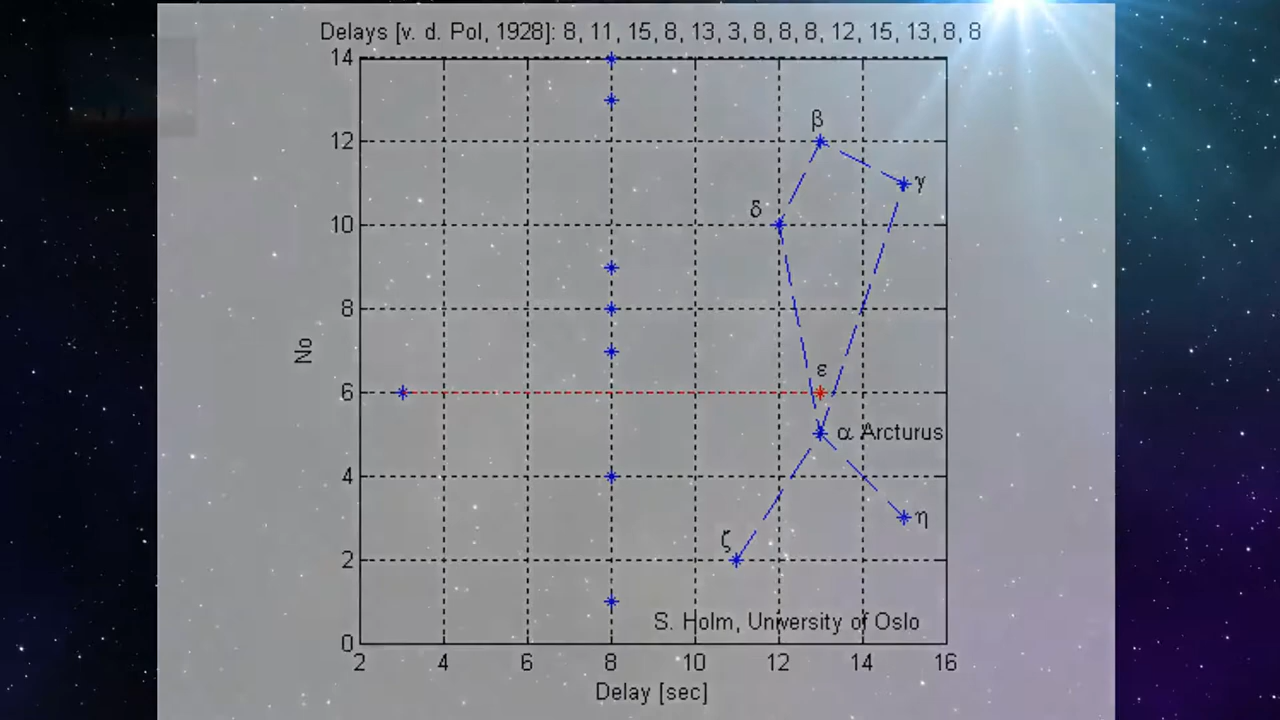 Delays [v. d. Pol, 1928]: 8, 11, 15, 8, 13, 3, 8, 8, 8, 12, 15, 13, 8, 8
14
12
10
8
6
4
2
0
No
β
γ
δ
ε
α Arcturus
η
ζ
S. Holm, University of Oslo
2 4 6 8 10 12 14 16
Delay [sec]